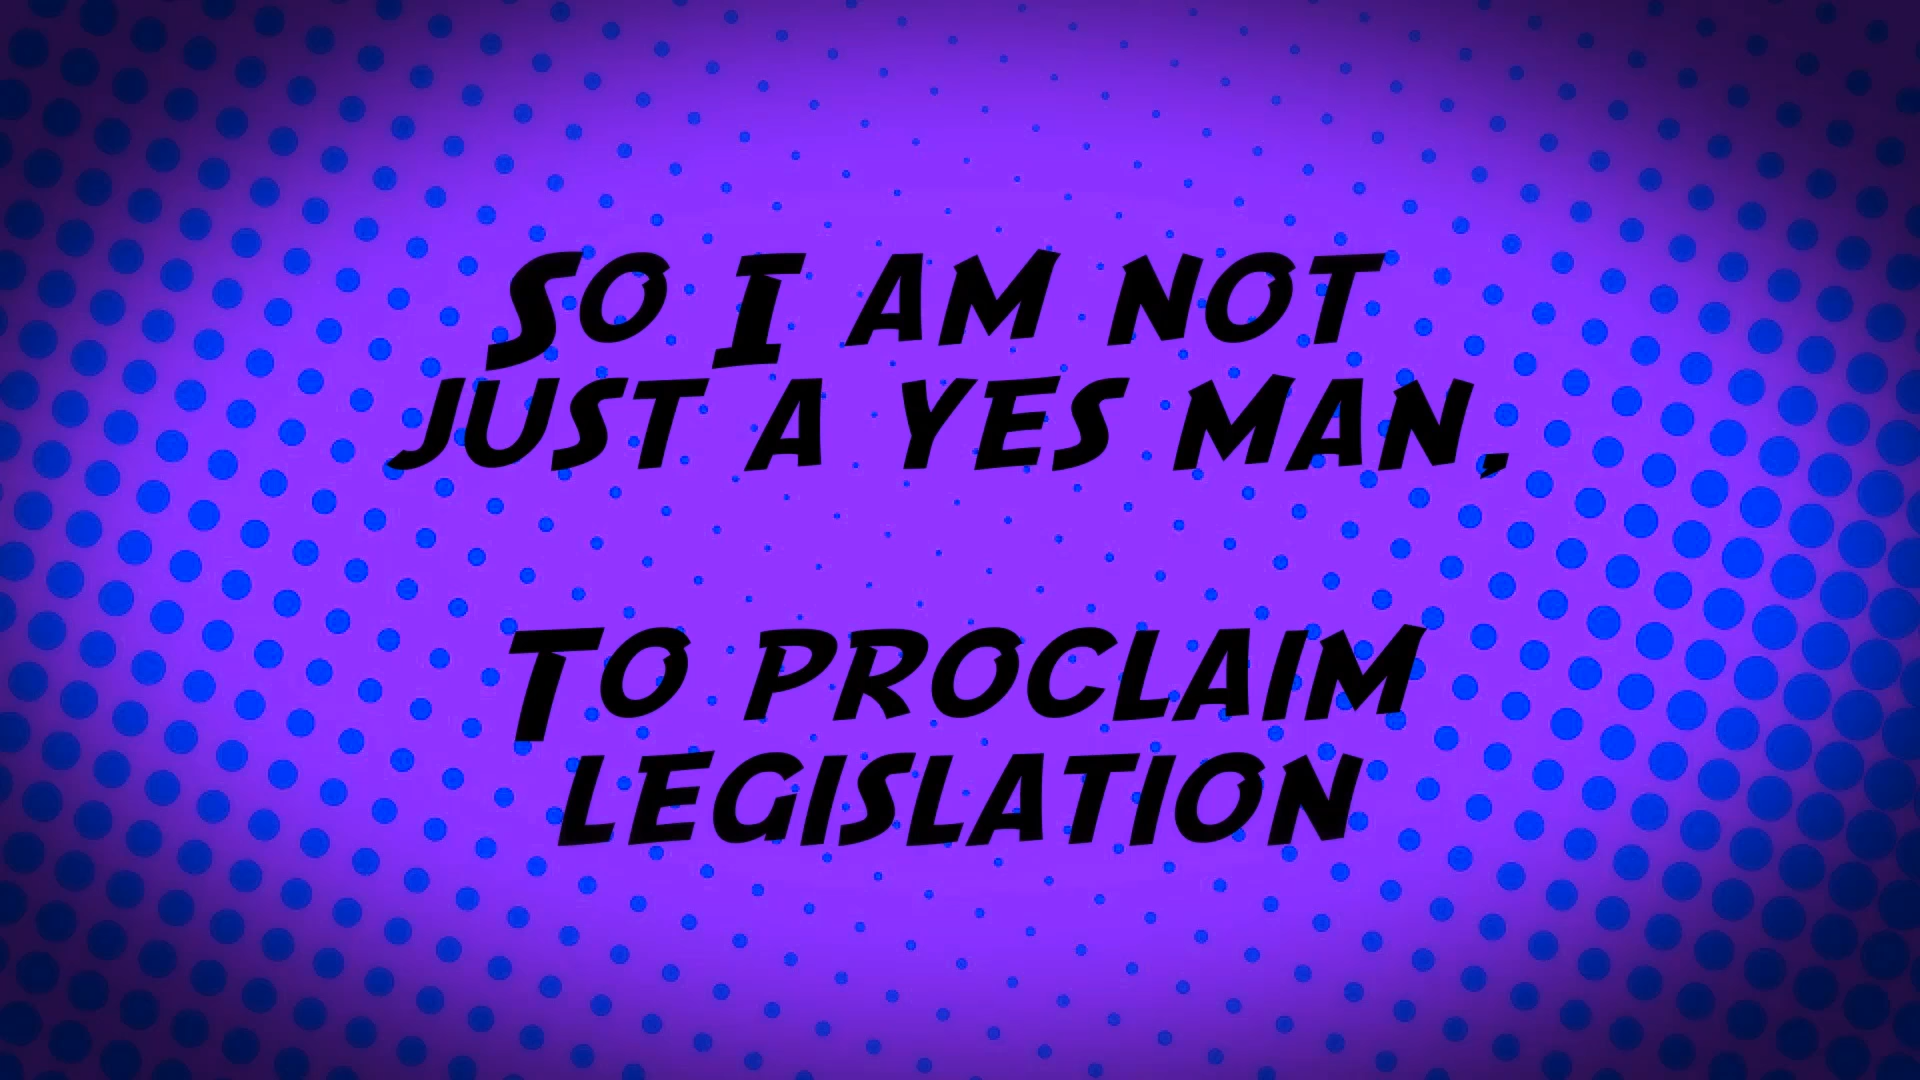 So I am not
just a yes man,
To proclaim
legislation